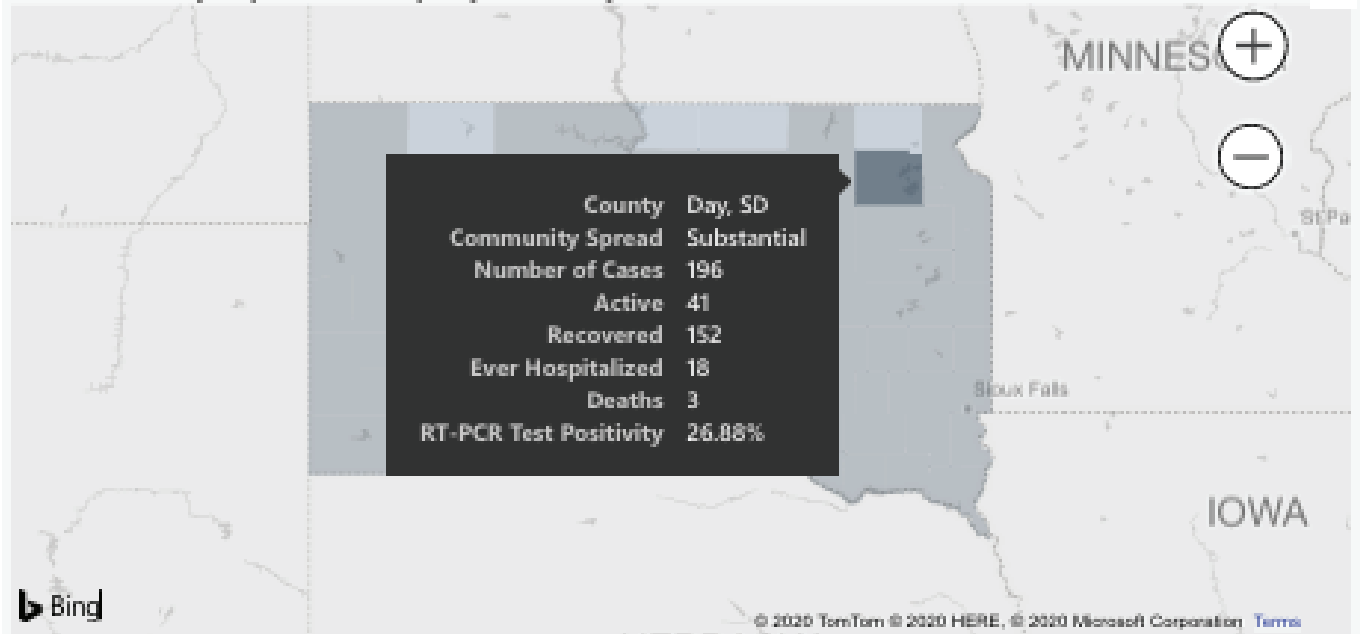 MINNES
St Pa
County Day, SD
Community Spread Substantial
Number of Cases 196
Active 41
Recovered 152
Ever Hospitalized 18
Deaths 3
RT-PCR Test Positivity 26.88%
Sioux Falls
IOWA
Bing
© 2020 TomTom © 2020 HERE, © 2020 Microsoft Corporation Terms